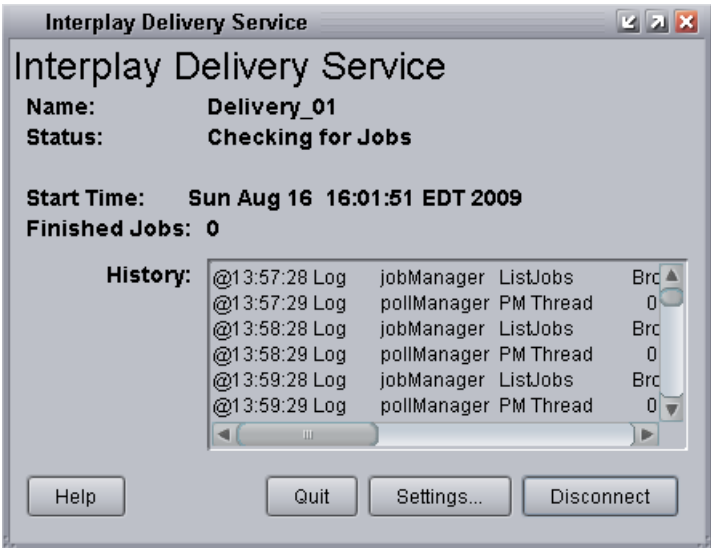 Interplay Delivery Service
Interplay Delivery Service
Name: Delivery_01
Status: Checking for Jobs
Start Time: Sun Aug 16 16:01:51 EDT 2009
Finished Jobs: 0
History: @13:57:28 Log jobManager ListJobs Brc
@13:57:29 Log pollManager PM Thread 0
@13:58:28 Log jobManager ListJobs Brc
@13:58:29 Log pollManager PM Thread 0
@13:59:28 Log jobManager ListJobs Brc
@13:59:29 Log pollManager PM Thread 0
Help Quit Settings... Disconnect